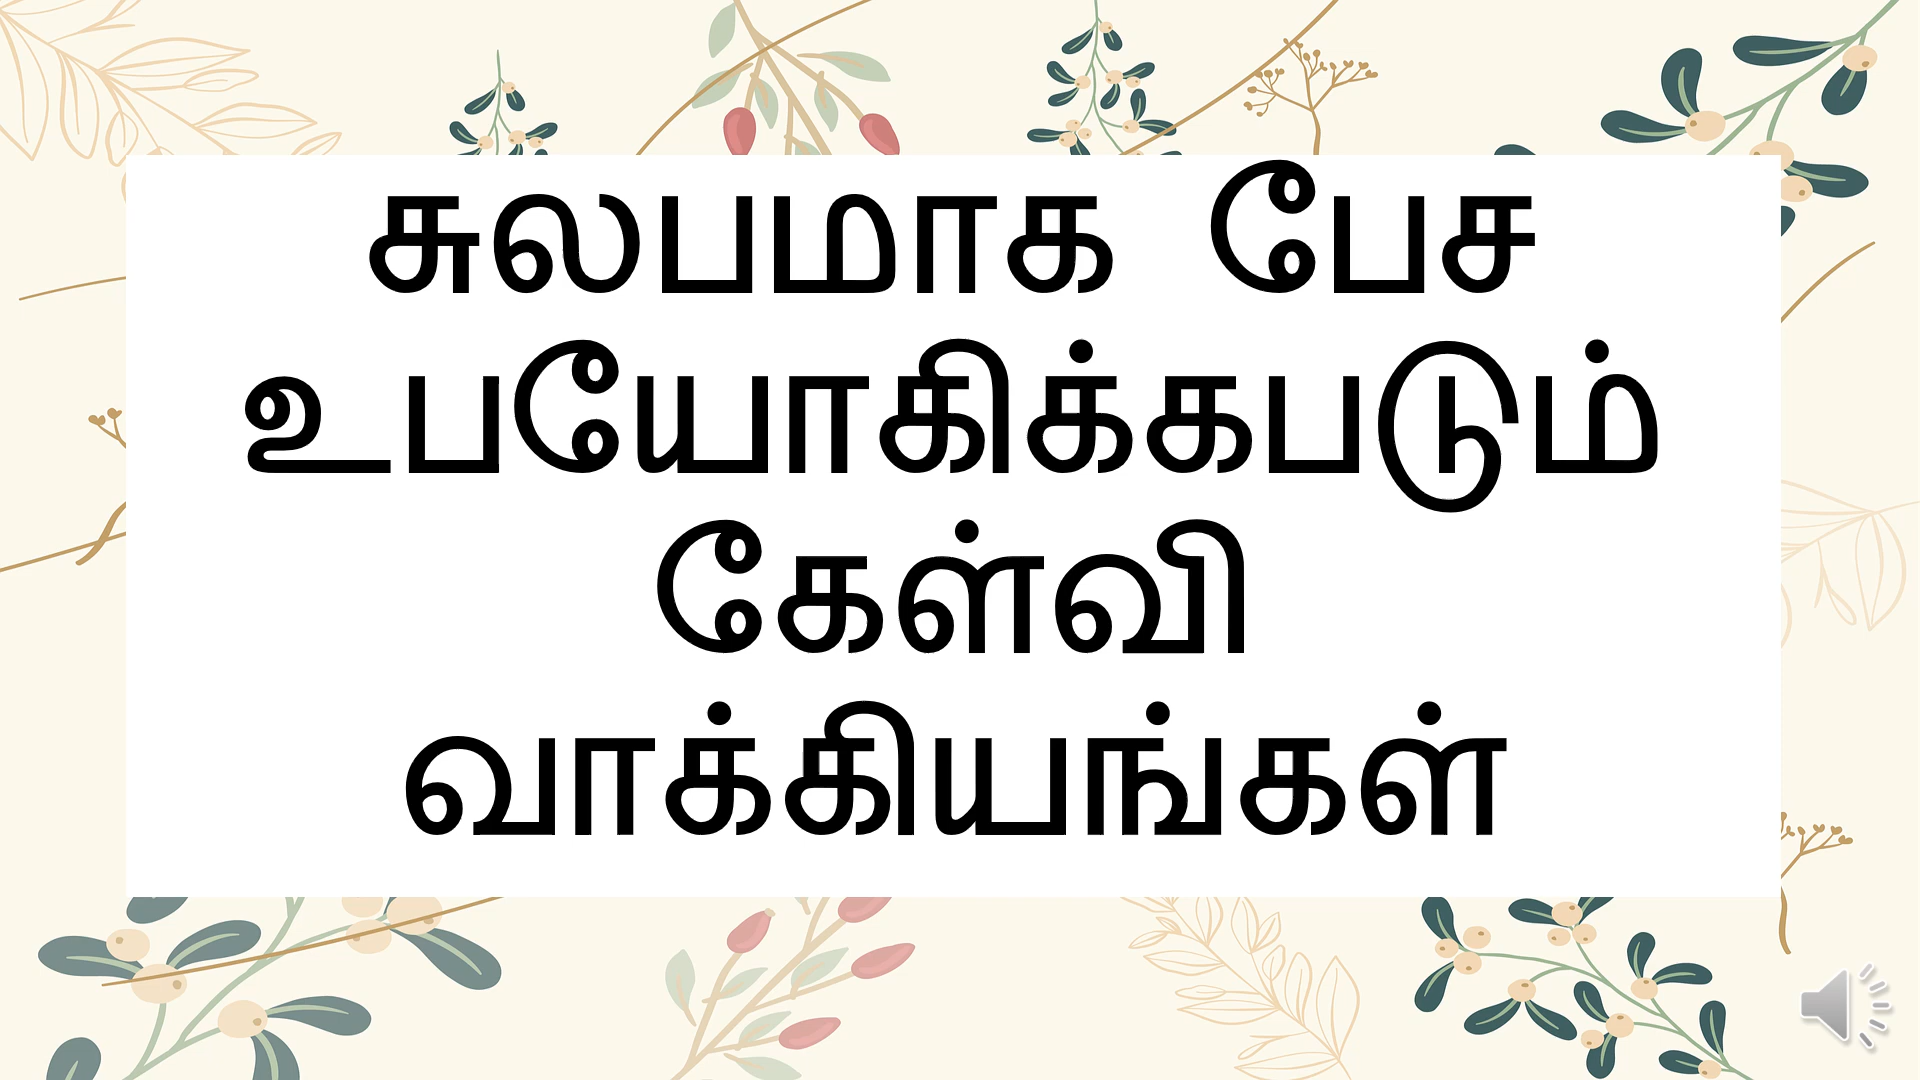 சுலபமாக பேச
உபயோகிக்கபடும்
கேள்வி
வாக்கியங்கள்